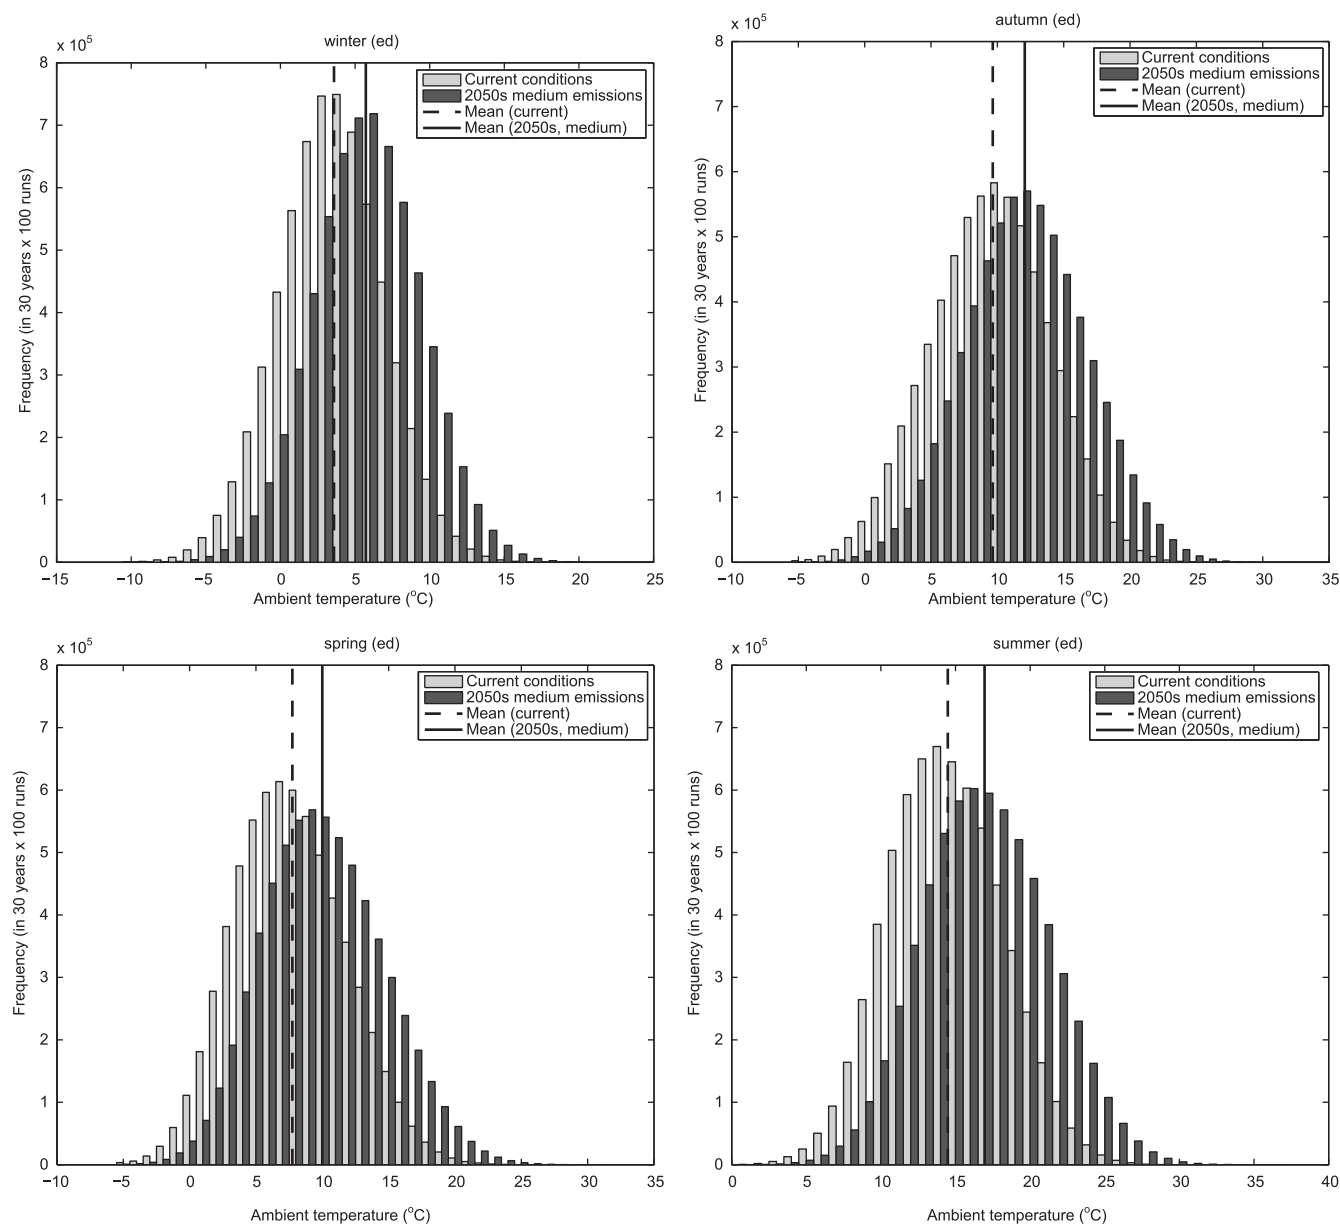 winter (ed)
x 10⁵
Current conditions
2050s medium emissions
Mean (current)
Mean (2050s, medium)
Frequency (in 30 years x 100 runs)
8
7
6
5
4
3
2
1
0
−15
−10
−5
0
5
10
15
20
25
Ambient temperature (°C)
autumn (ed)
x 10⁵
Current conditions
2050s medium emissions
Mean (current)
Mean (2050s, medium)
Frequency (in 30 years x 100 runs)
8
7
6
5
4
3
2
1
0
−10
−5
0
5
10
15
20
25
30
35
Ambient temperature (°C)
spring (ed)
x 10⁵
Current conditions
2050s medium emissions
Mean (current)
Mean (2050s, medium)
Frequency (in 30 years x 100 runs)
8
7
6
5
4
3
2
1
0
−10
−5
0
5
10
15
20
25
30
35
Ambient temperature (°C)
summer (ed)
x 10⁵
Current conditions
2050s medium emissions
Mean (current)
Mean (2050s, medium)
Frequency (in 30 years x 100 runs)
8
7
6
5
4
3
2
1
0
0
5
10
15
20
25
30
35
40
Ambient temperature (°C)